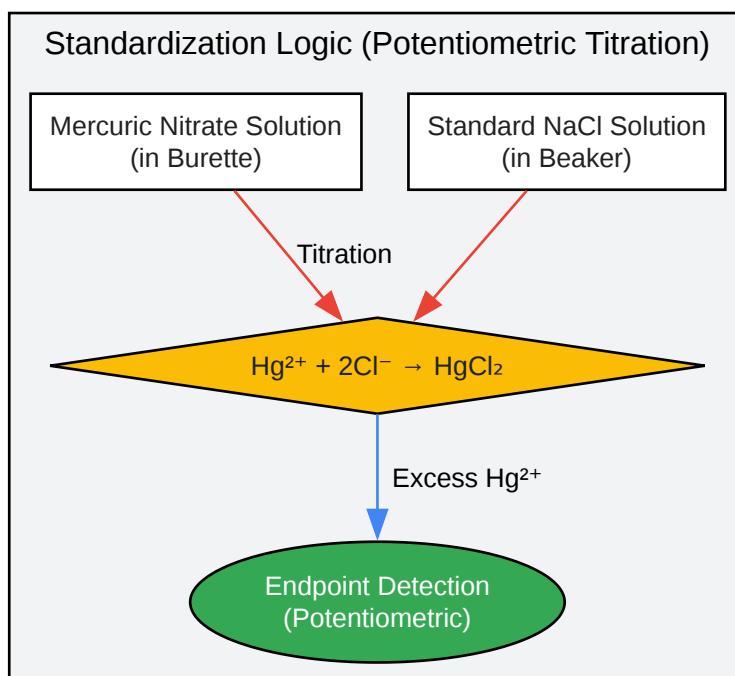 Standardization Logic (Potentiometric Titration)
Mercuric Nitrate Solution
(in Burette)
Standard NaCl Solution
(in Beaker)
Titration
Hg²⁺ + 2Cl⁻ → HgCl₂
Excess Hg²⁺
Endpoint Detection
(Potentiometric)